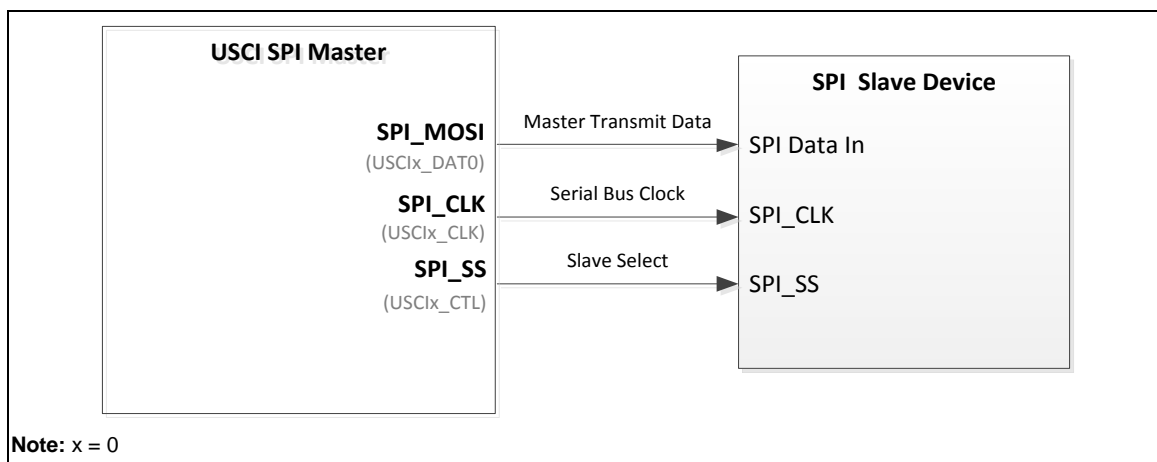 USCI SPI Master
SPI Slave Device
SPI_MOSI
(USCIx_DAT0)
Master Transmit Data
SPI Data In
SPI_CLK
(USCIx_CLK)
Serial Bus Clock
SPI_CLK
SPI_SS
(USCIx_CTL)
Slave Select
SPI_SS
Note: x = 0